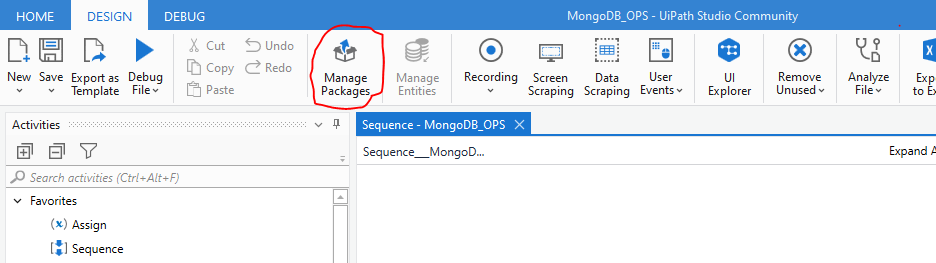 HOME DESIGN DEBUG MongoDB_OPS - UiPath Studio Community
New Save Export as Template Debug File Cut Copy Paste Undo Redo Manage Packages Manage Entities Recording Screen Scraping Data Scraping User Events UI Explorer Remove Unused Analyze File
Activities
Sequence - MongoDB_OPS
Sequence___MongoD...
Expand
Search activities (Ctrl+Alt+F)
Favorites
(x) Assign
Sequence